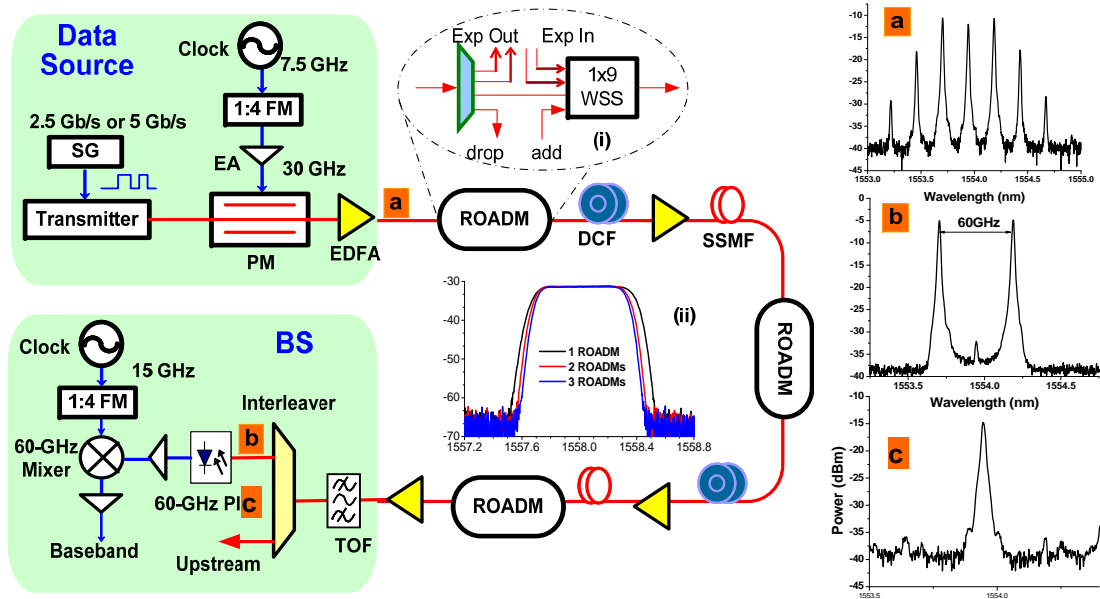 Data
Source
Clock
7.5 GHz
1:4 FM
2.5 Gb/s or 5 Gb/s
SG
EA
30 GHz
Transmitter
PM
EDFA
a
Exp Out
Exp In
1x9
WSS
(i)
drop
add
ROADM
DCF
SSMF
ROADM
ROADM
TOF
BS
Clock
15 GHz
1:4 FM
Interleaver
60-GHz
Mixer
b
60-GHz PI
c
Baseband
Upstream
(ii)
-30
-40
-50
-60
-70
1 ROADM
2 ROADMs
3 ROADMs
1557.2
1557.6
1558.0
1558.4
1558.8
a
-10
-15
-20
-25
-30
-35
-40
-45
1553.0
1553.5
1554.0
1554.5
1555.0
Wavelength (nm)
b
60GHz
0
-5
-10
-15
-20
-25
-30
-35
-40
1553.5
1554.0
1554.5
Wavelength (nm)
c
Power (dBm)
-10
-15
-20
-25
-30
-35
-40
-45
1553.5
1554.0